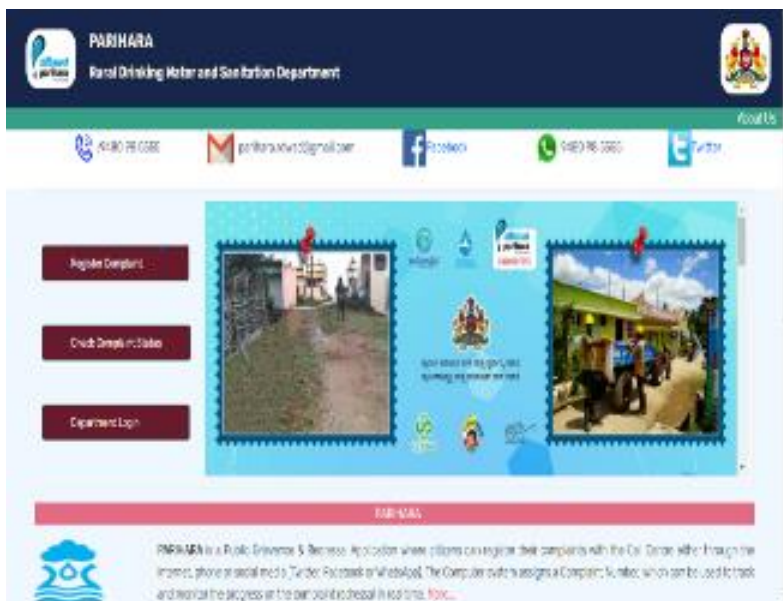 PARIHARA
Rural Drinking Water and Sanitation Department
About Us
Facebook
Twitter
Register Complaint
Check Complaint Status
Department Login
PARIHARA
PARIHARA is a Public Grievance & Redressal Application where citizens can register their complaints with the Call Centre either through the
internet, phone or social media (Twitter, Facebook or WhatsApp). The Computer system assigns a Complaint Number, which can be used to track
and monitor the progress on the complaint redressal in real time. More...